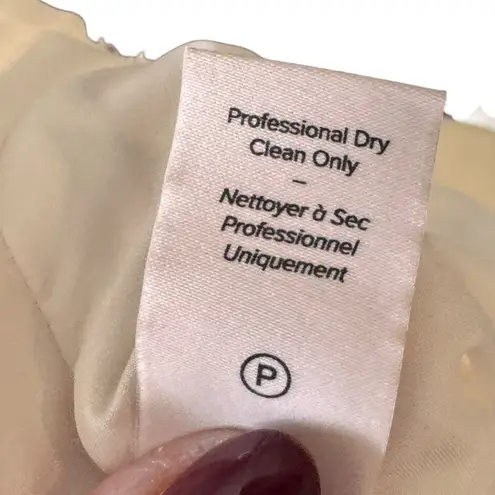 Professional Dry
Clean Only
–
Nettoyer à Sec
Professionnel
Uniquement
P